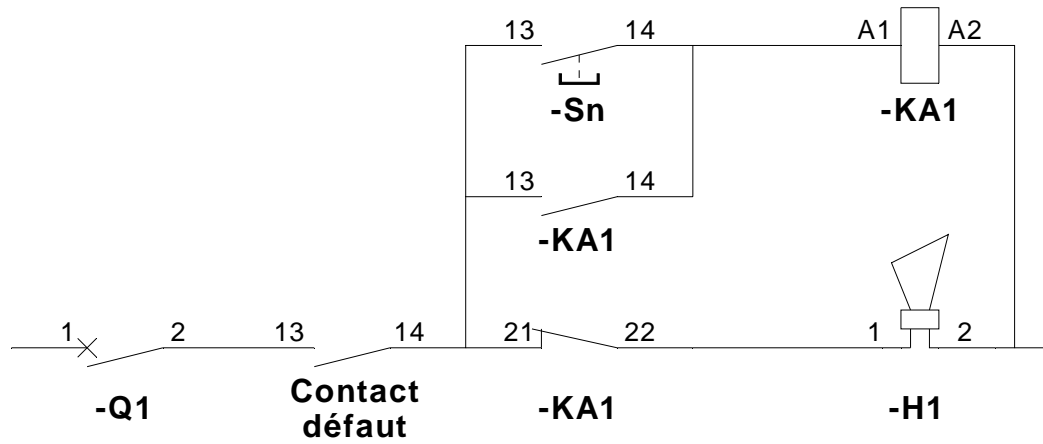 13 14 A1 A2
-Sn -KA1
13 14
-KA1
1 2 13 14 21 22 1 2
-Q1 Contact -KA1 -H1
défaut